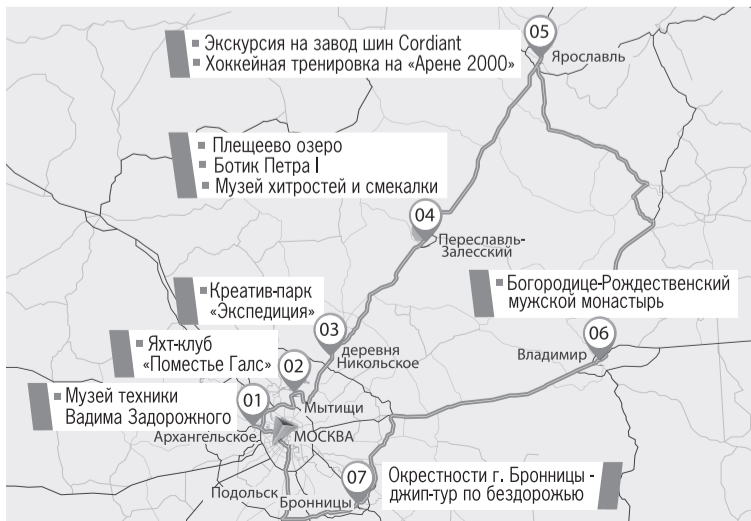 ▪ Экскурсия на завод шин Cordiant
▪ Хоккейная тренировка на «Арене 2000»
05
Ярославль
▪ Плещеево озеро
▪ Ботик Петра I
▪ Музей хитростей и смекалки
04
Переславль-
Залесский
▪ Богородице-Рождественский
мужской монастырь
▪ Креатив-парк
«Экспедиция»
03
деревня
Никольское
06
Владимир
▪ Яхт-клуб
«Поместье Галс»
02
Мытищи
▪ Музей техники
Вадима Задорожного
01
Архангельское
МОСКВА
07
Подольск
Бронницы
Окрестности г. Бронницы -
джип-тур по бездорожью